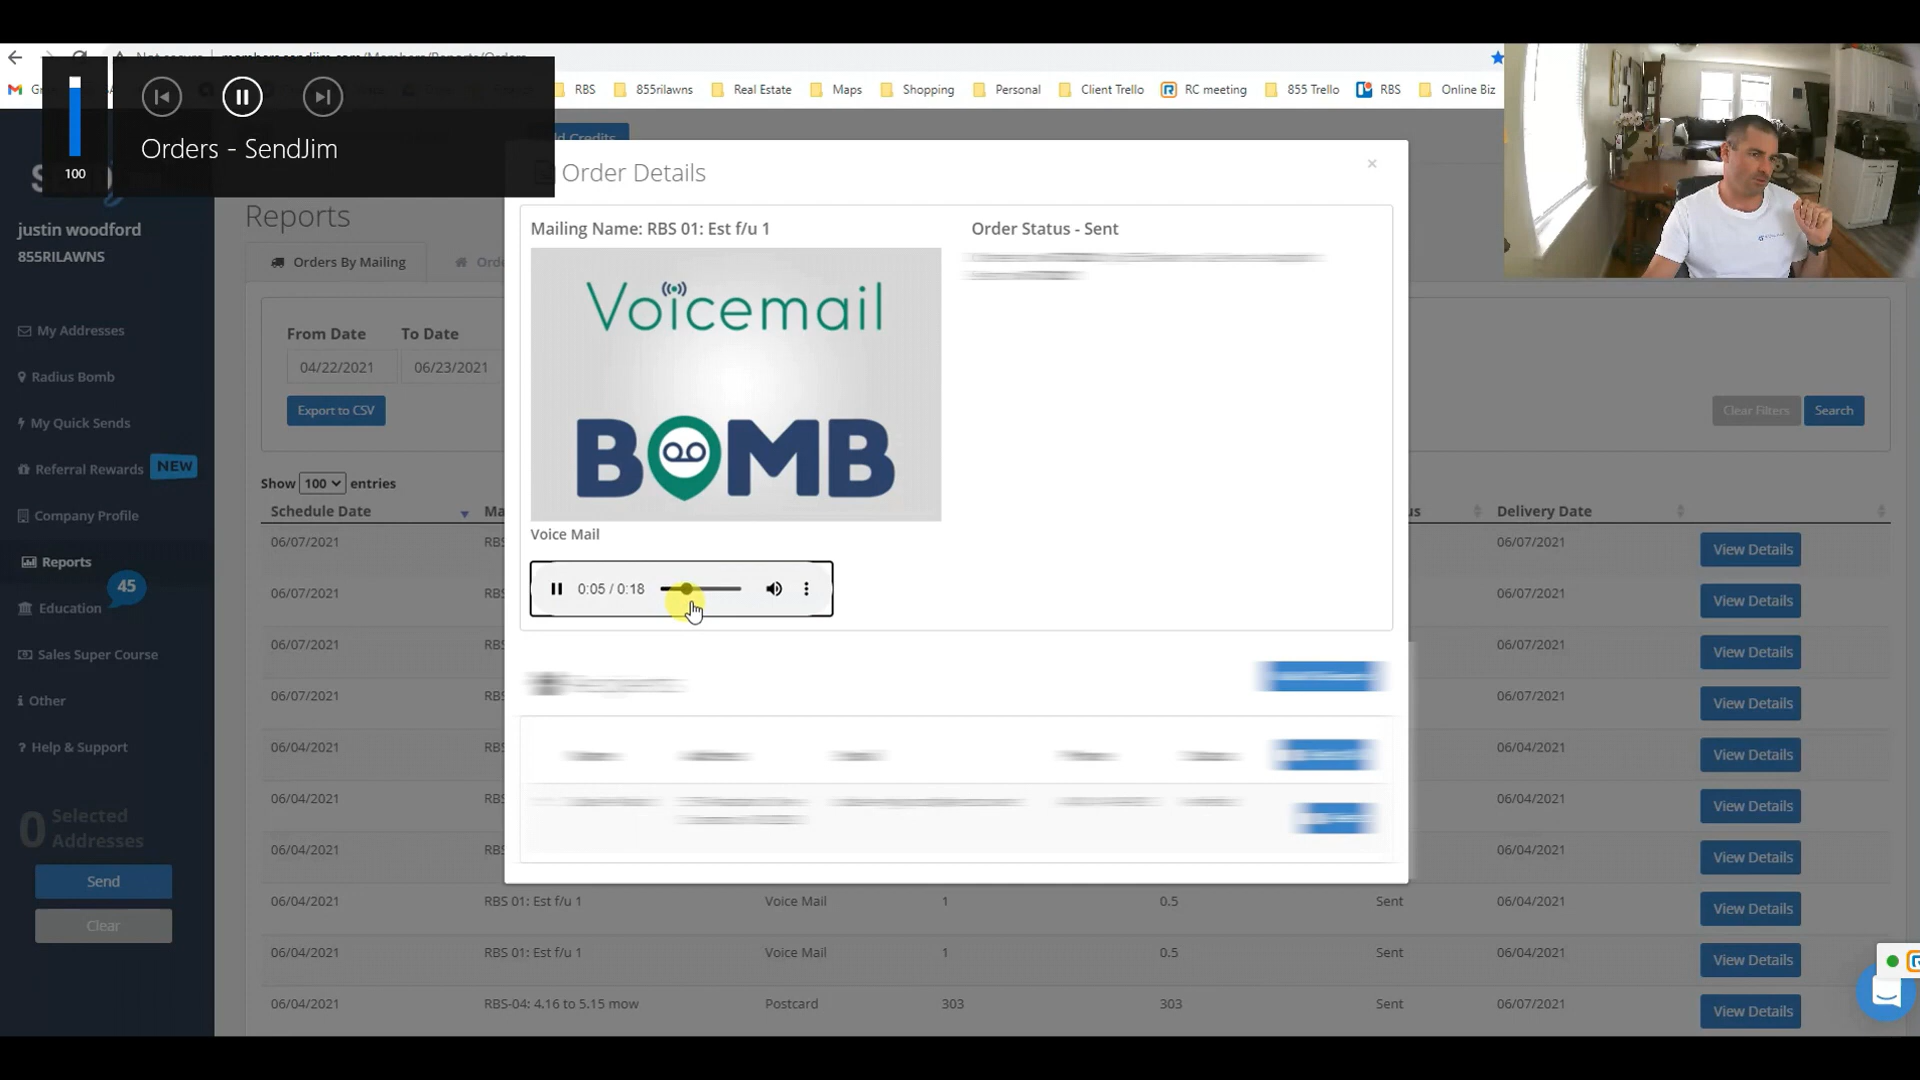 RBS
855rilawns
Real Estate
Maps
Shopping
Personal
Client Trello
RC meeting
855 Trello
RBS
Online Biz
Orders - SendJim
100
justin woodford
855RILAWNS
My Addresses
Radius Bomb
My Quick Sends
Referral Rewards NEW
Company Profile
Reports
Education 45
Sales Super Course
Other
? Help & Support
0 Selected
Addresses
Send
Clear
Reports
Orders By Mailing
From Date To Date
04/22/2021 06/23/2021
Export to CSV
Clear Filters Search
Show 100 entries
Order Details
×
Mailing Name: RBS 01: Est f/u 1
Order Status - Sent
Voicemail
BOMB
Voice Mail
0:05 / 0:18
Schedule Date Delivery Date
06/07/2021 06/07/2021 View Details
06/07/2021 06/07/2021 View Details
06/07/2021 06/07/2021 View Details
06/07/2021 06/07/2021 View Details
06/04/2021 06/04/2021 View Details
06/04/2021 06/04/2021 View Details
06/04/2021 06/04/2021 View Details
06/04/2021 RBS 01: Est f/u 1 Voice Mail 1 0.5 Sent 06/04/2021 View Details
06/04/2021 RBS 01: Est f/u 1 Voice Mail 1 0.5 Sent 06/04/2021 View Details
06/04/2021 RBS-04: 4.16 to 5.15 mow Postcard 303 303 Sent 06/07/2021 View Details